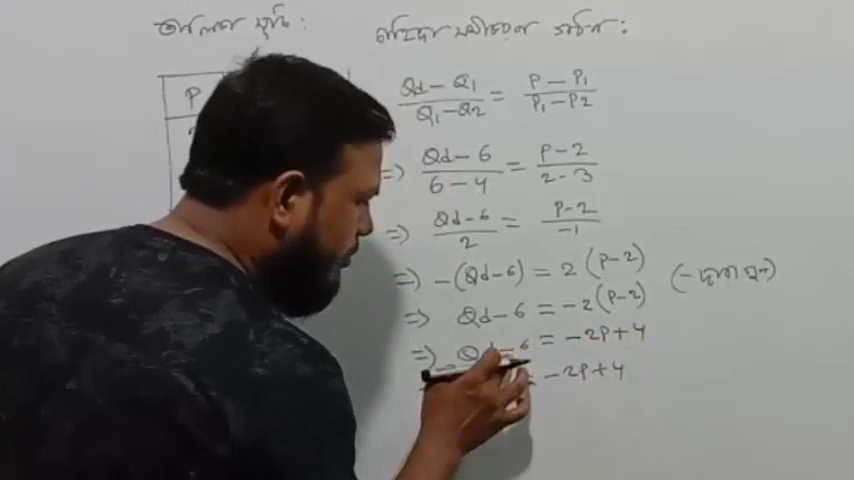 চাহিদা সমীকরণ গঠন:
P
Qd - Q₁ / Q₁ - Q₂ = P - P₁ / P₁ - P2
=> Qd - 6 / 6 - 4 = P - 2 / 2 - 3
=> Qd - 6 / 2 = P - 2 / -1
=> -(Qd - 6) = 2(P - 2) (- দ্বারা গুণ)
=> Qd - 6 = -2(P - 2)
=> Qd - 6 = -2P + 4
= -2P + 4